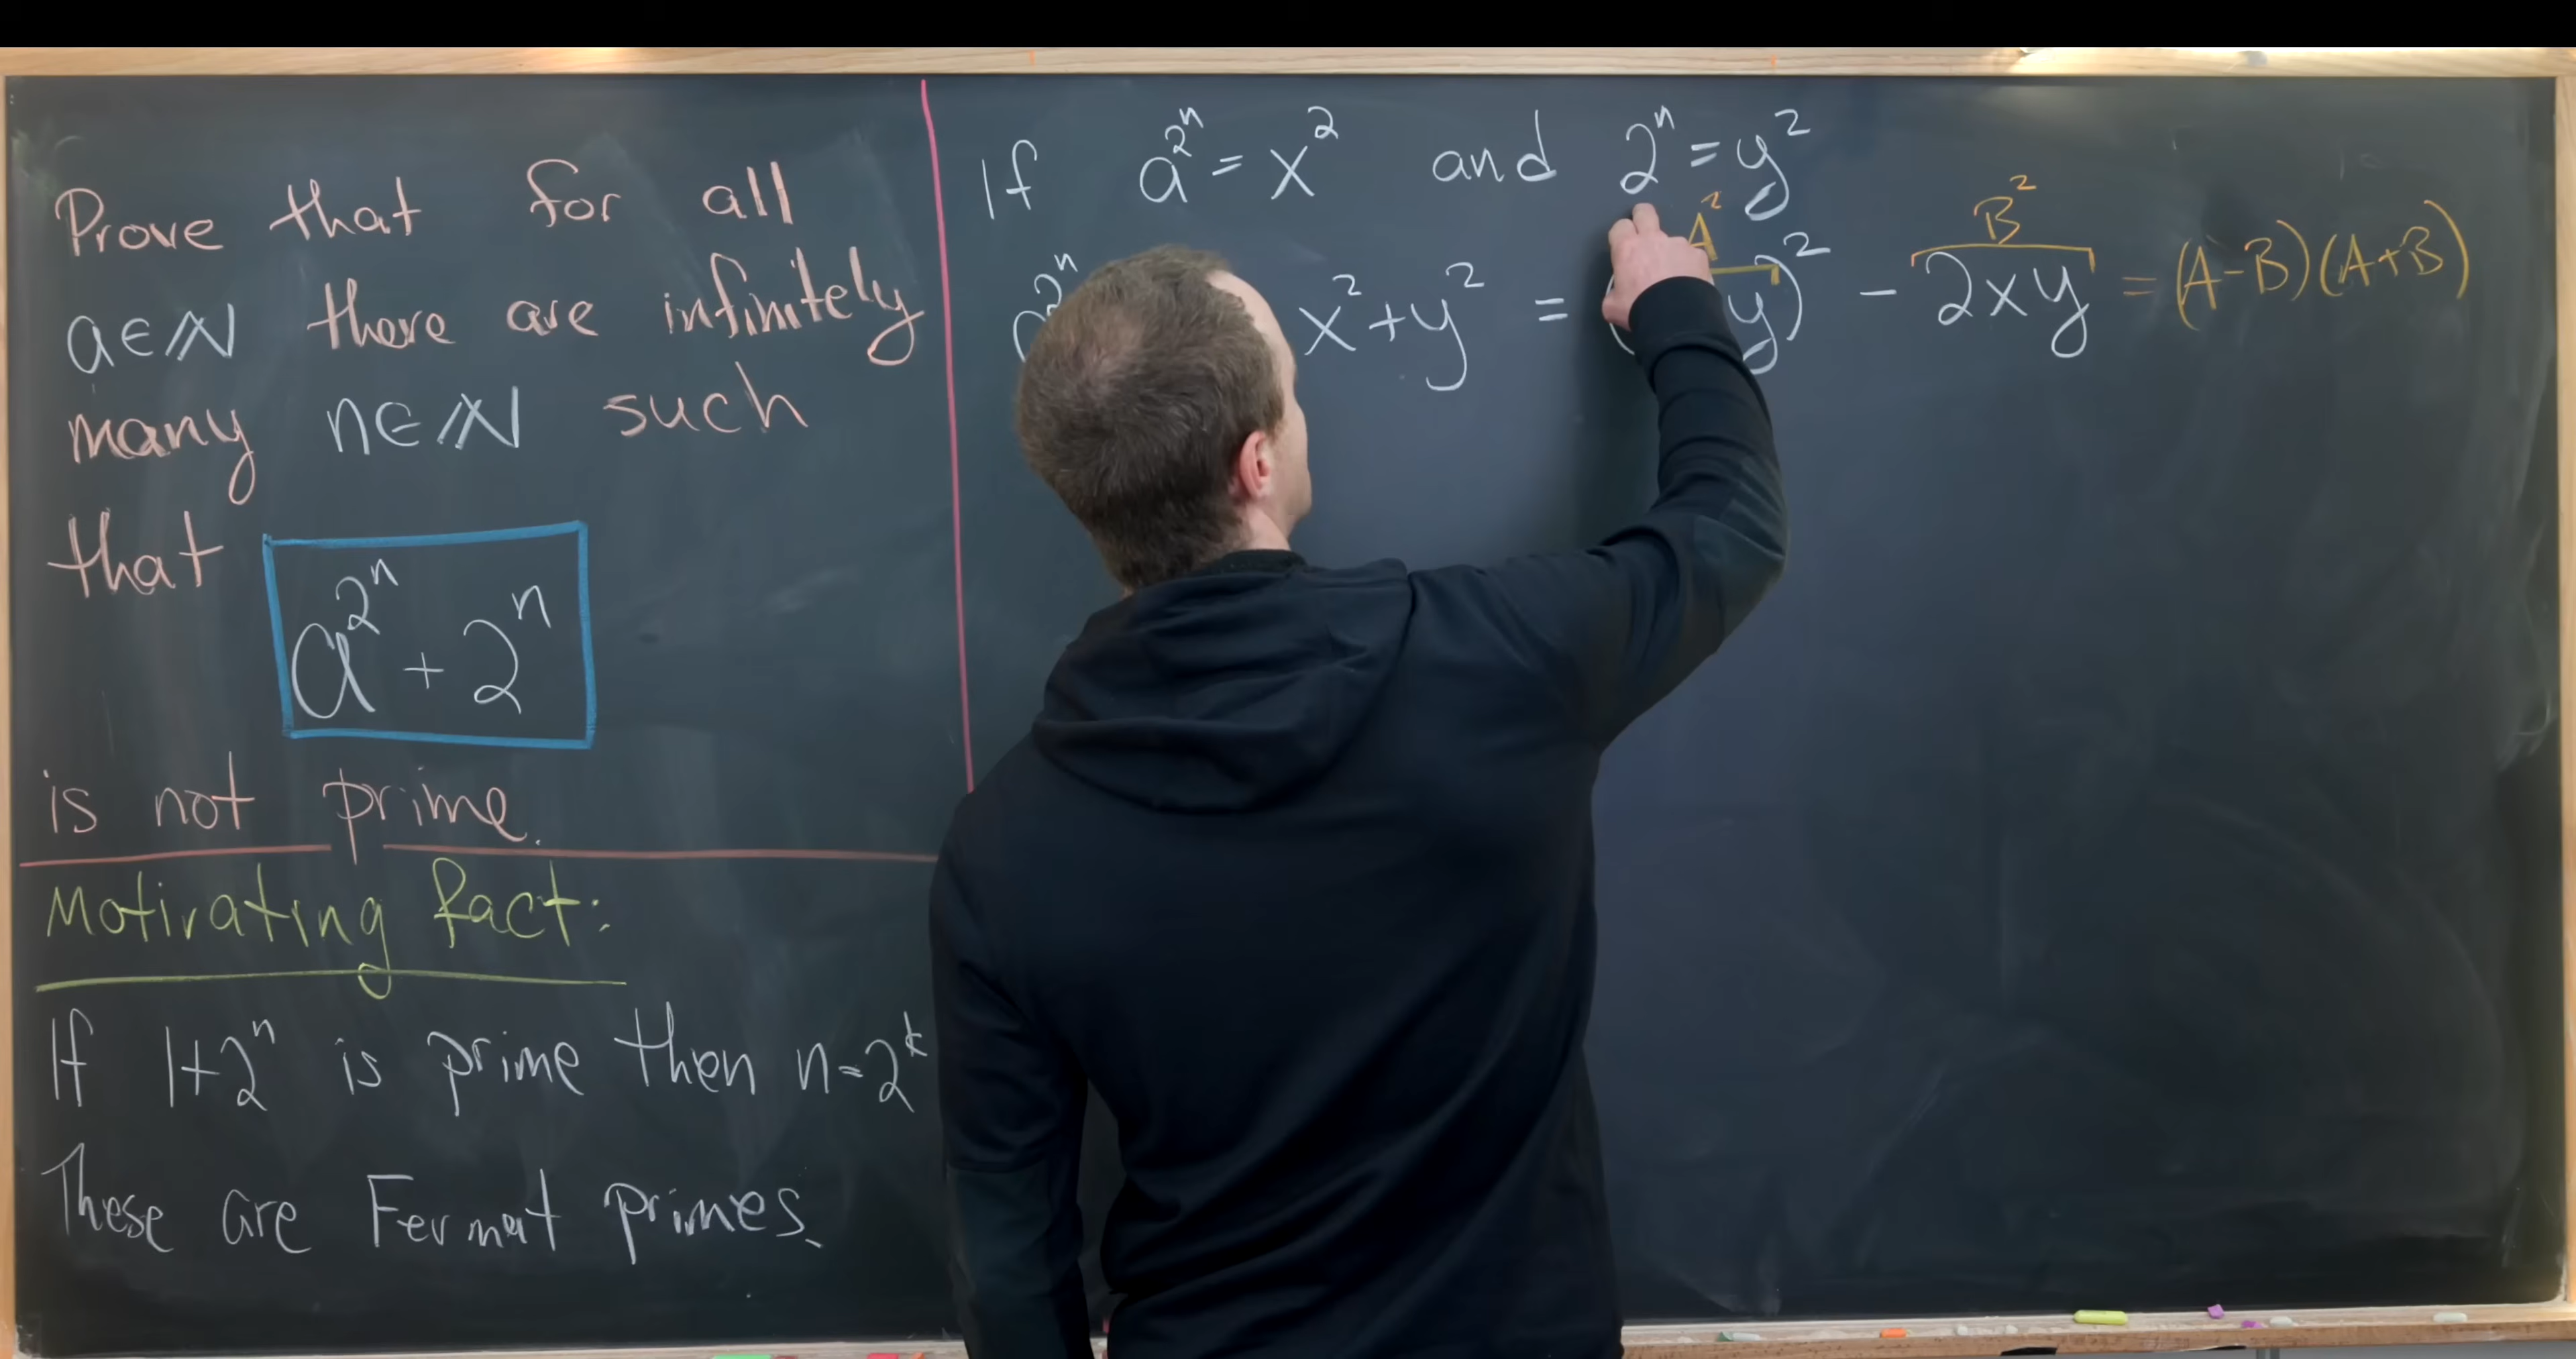 Prove that for all
a∈ℕ there are infinitely
many n∈ℕ such
that
a^{2^n} + 2^n
is not prime.
Motivating fact:
If 1+2^n is prime then n=2^k
These are Fermat primes.
If a^{2^n} = x^2 and 2^n = y^2
A^2 B^2
2^n x^2+y^2 = ( y)^2 - 2xy = (A-B)(A+B)